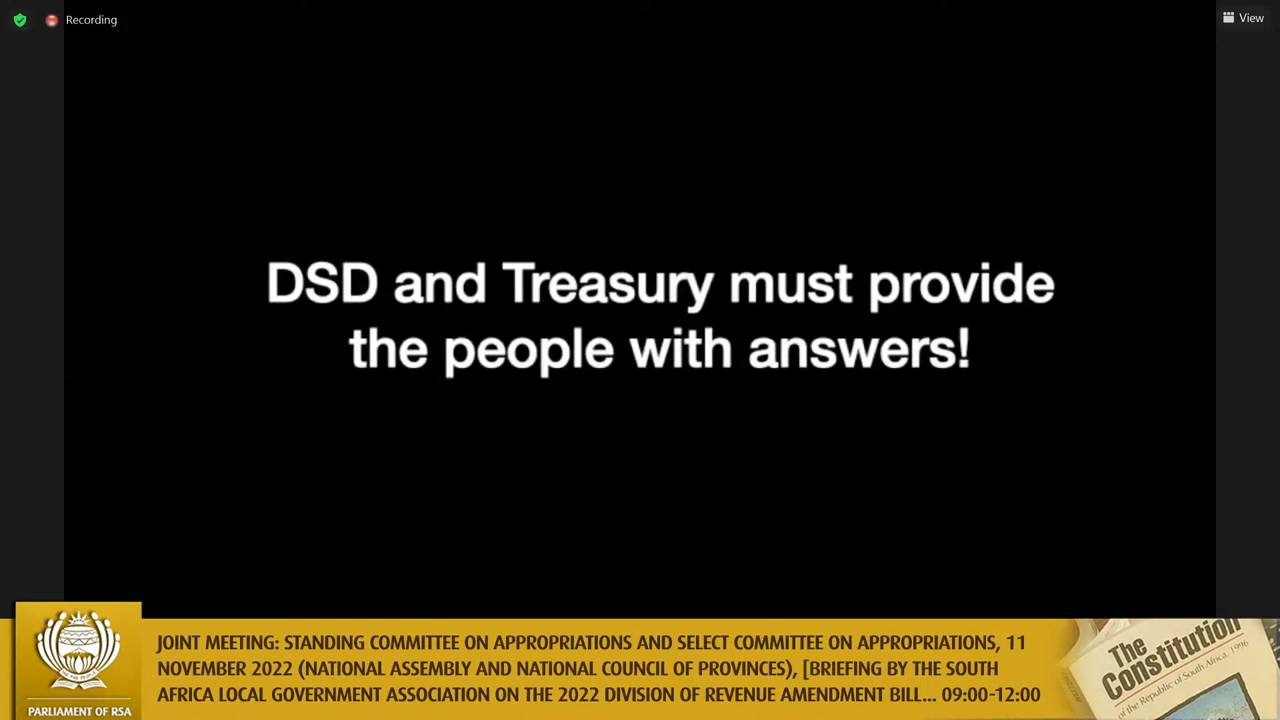 Recording
View
DSD and Treasury must provide
the people with answers!
JOINT MEETING: STANDING COMMITTEE ON APPROPRIATIONS AND SELECT COMMITTEE ON APPROPRIATIONS, 11
NOVEMBER 2022 (NATIONAL ASSEMBLY AND NATIONAL COUNCIL OF PROVINCES), [BRIEFING BY THE SOUTH
AFRICA LOCAL GOVERNMENT ASSOCIATION ON THE 2022 DIVISION OF REVENUE AMENDMENT BILL... 09:00-12:00
PARLIAMENT OF RSA
The
Constitution
of the Republic of South Africa, 1996